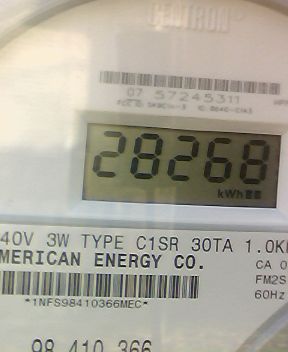 CENTRON®
07 57245311
28268
kWh
40V 3W TYPE C1SR 30TA 1.0K
MERICAN ENERGY CO.
CA 0
FM2S
60Hz
*1NFS98410366MEC*
98 410 366